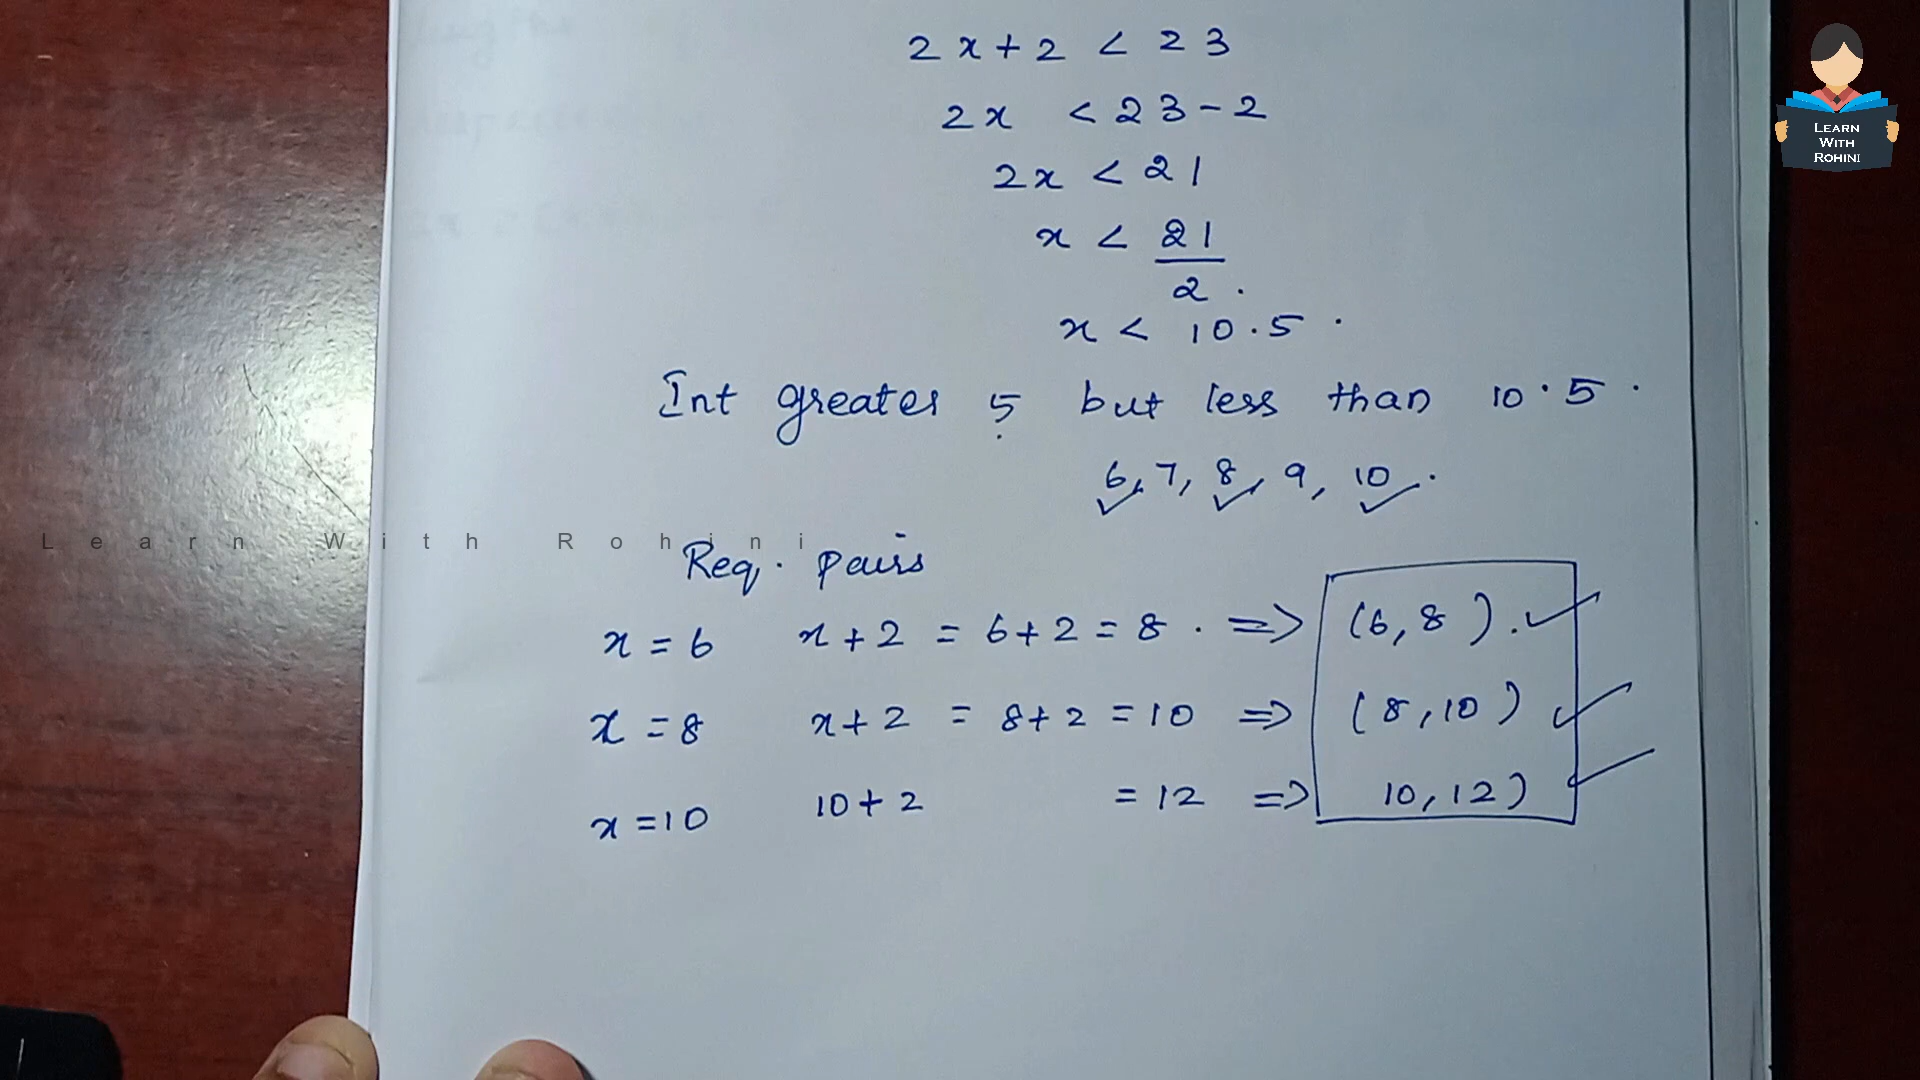 2x + 2 < 23
2x < 23 - 2
2x < 21
x < 21/2 .
x < 10.5 .
Int greater 5 but less than 10.5 .
6, 7, 8, 9, 10 .
Req. pairs
x = 6 x + 2 = 6 + 2 = 8 . ⇒ (6, 8 ) .
x = 8 x + 2 = 8 + 2 = 10 ⇒ ( 8, 10 )
x = 10 10 + 2 = 12 ⇒ 10, 12)
LEARN
WITH
ROHINI
Learn With Rohini